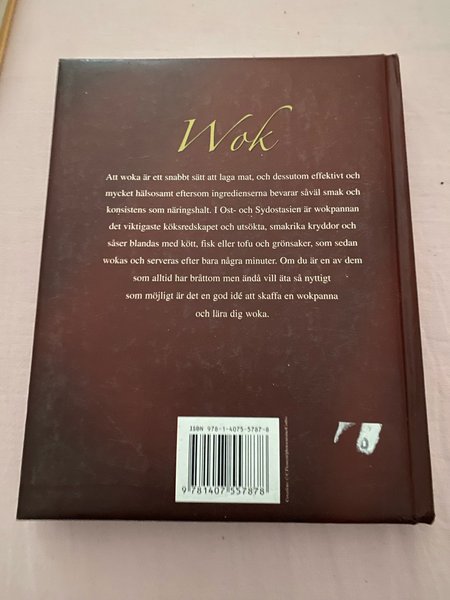 Wok
Att woka är ett snabbt sätt att laga mat, och dessutom effektivt och
mycket hälsosamt eftersom ingredienserna bevarar såväl smak och
konsistens som näringshalt. I Ost- och Sydostasien är wokpannan
det viktigaste köksredskapet och utsökta, smakrika kryddor och
såser blandas med kött, fisk eller tofu och grönsaker, som sedan
wokas och serveras efter bara några minuter. Om du är en av dem
som alltid har bråttom men ändå vill äta så nyttigt
som möjligt är det en god idé att skaffa en wokpanna
och lära dig woka.
ISBN 978-1-4075-5787-8
9 781407 557878